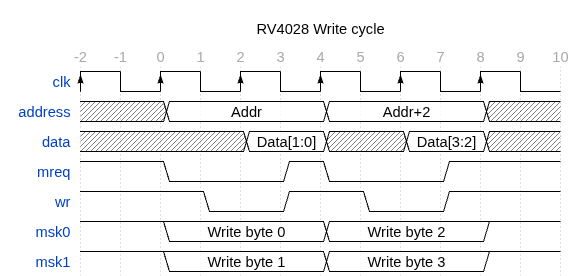 RV4028 Write cycle
-2 -1 0 1 2 3 4 5 6 7 8 9 10
clk
address Addr Addr+2
data Data[1:0] Data[3:2]
mreq
wr
msk0 Write byte 0 Write byte 2
msk1 Write byte 1 Write byte 3